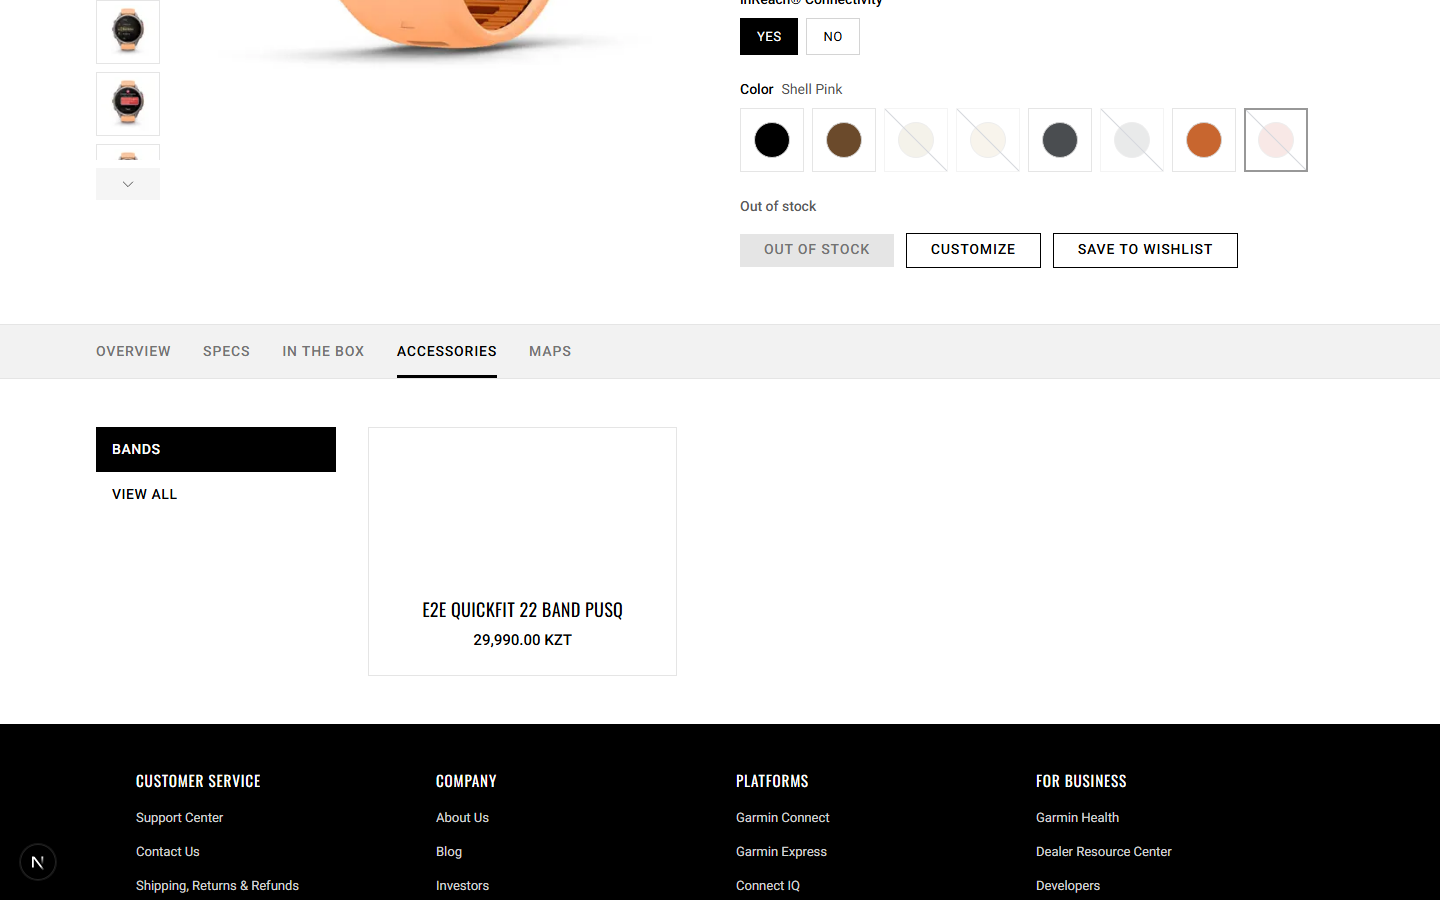 inReach® Connectivity
YES
NO
Color Shell Pink
Out of stock
OUT OF STOCK
CUSTOMIZE
SAVE TO WISHLIST
OVERVIEW
SPECS
IN THE BOX
ACCESSORIES
MAPS
BANDS
VIEW ALL
E2E QUICKFIT 22 BAND PUSQ
29,990.00 KZT
CUSTOMER SERVICE
Support Center
Contact Us
Shipping, Returns & Refunds
COMPANY
About Us
Blog
Investors
PLATFORMS
Garmin Connect
Garmin Express
Connect IQ
FOR BUSINESS
Garmin Health
Dealer Resource Center
Developers
N